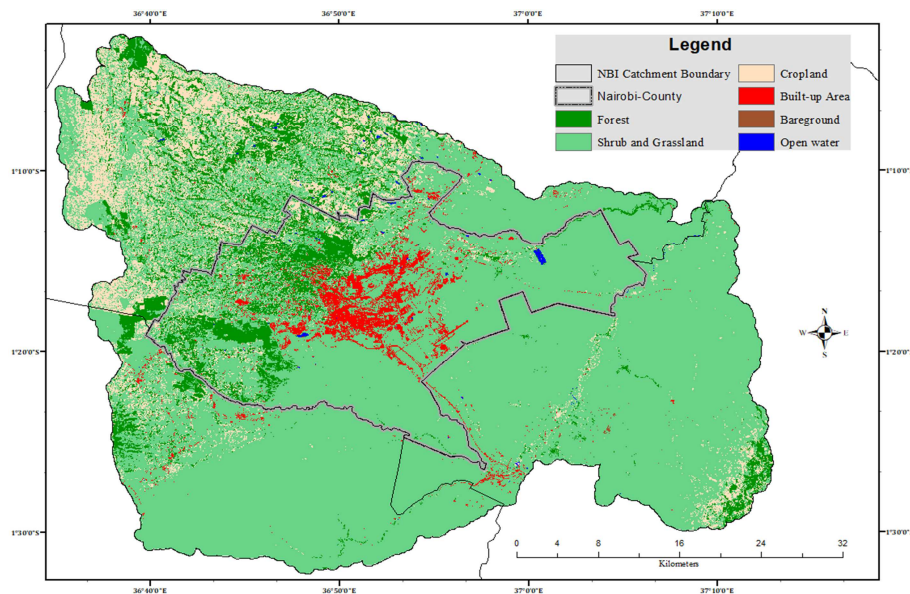 36°40'0"E 36°50'0"E 37°0'0"E 37°10'0"E
Legend
NBI Catchment Boundary Cropland
Nairobi-County Built-up Area
Forest Bareground
Shrub and Grassland Open water
1°10'0"S 1°10'0"S
N
W E
S
1°20'0"S 1°20'0"S
1°30'0"S 1°30'0"S
0 4 8 16 24 32
Kilometers
36°40'0"E 36°50'0"E 37°0'0"E 37°10'0"E